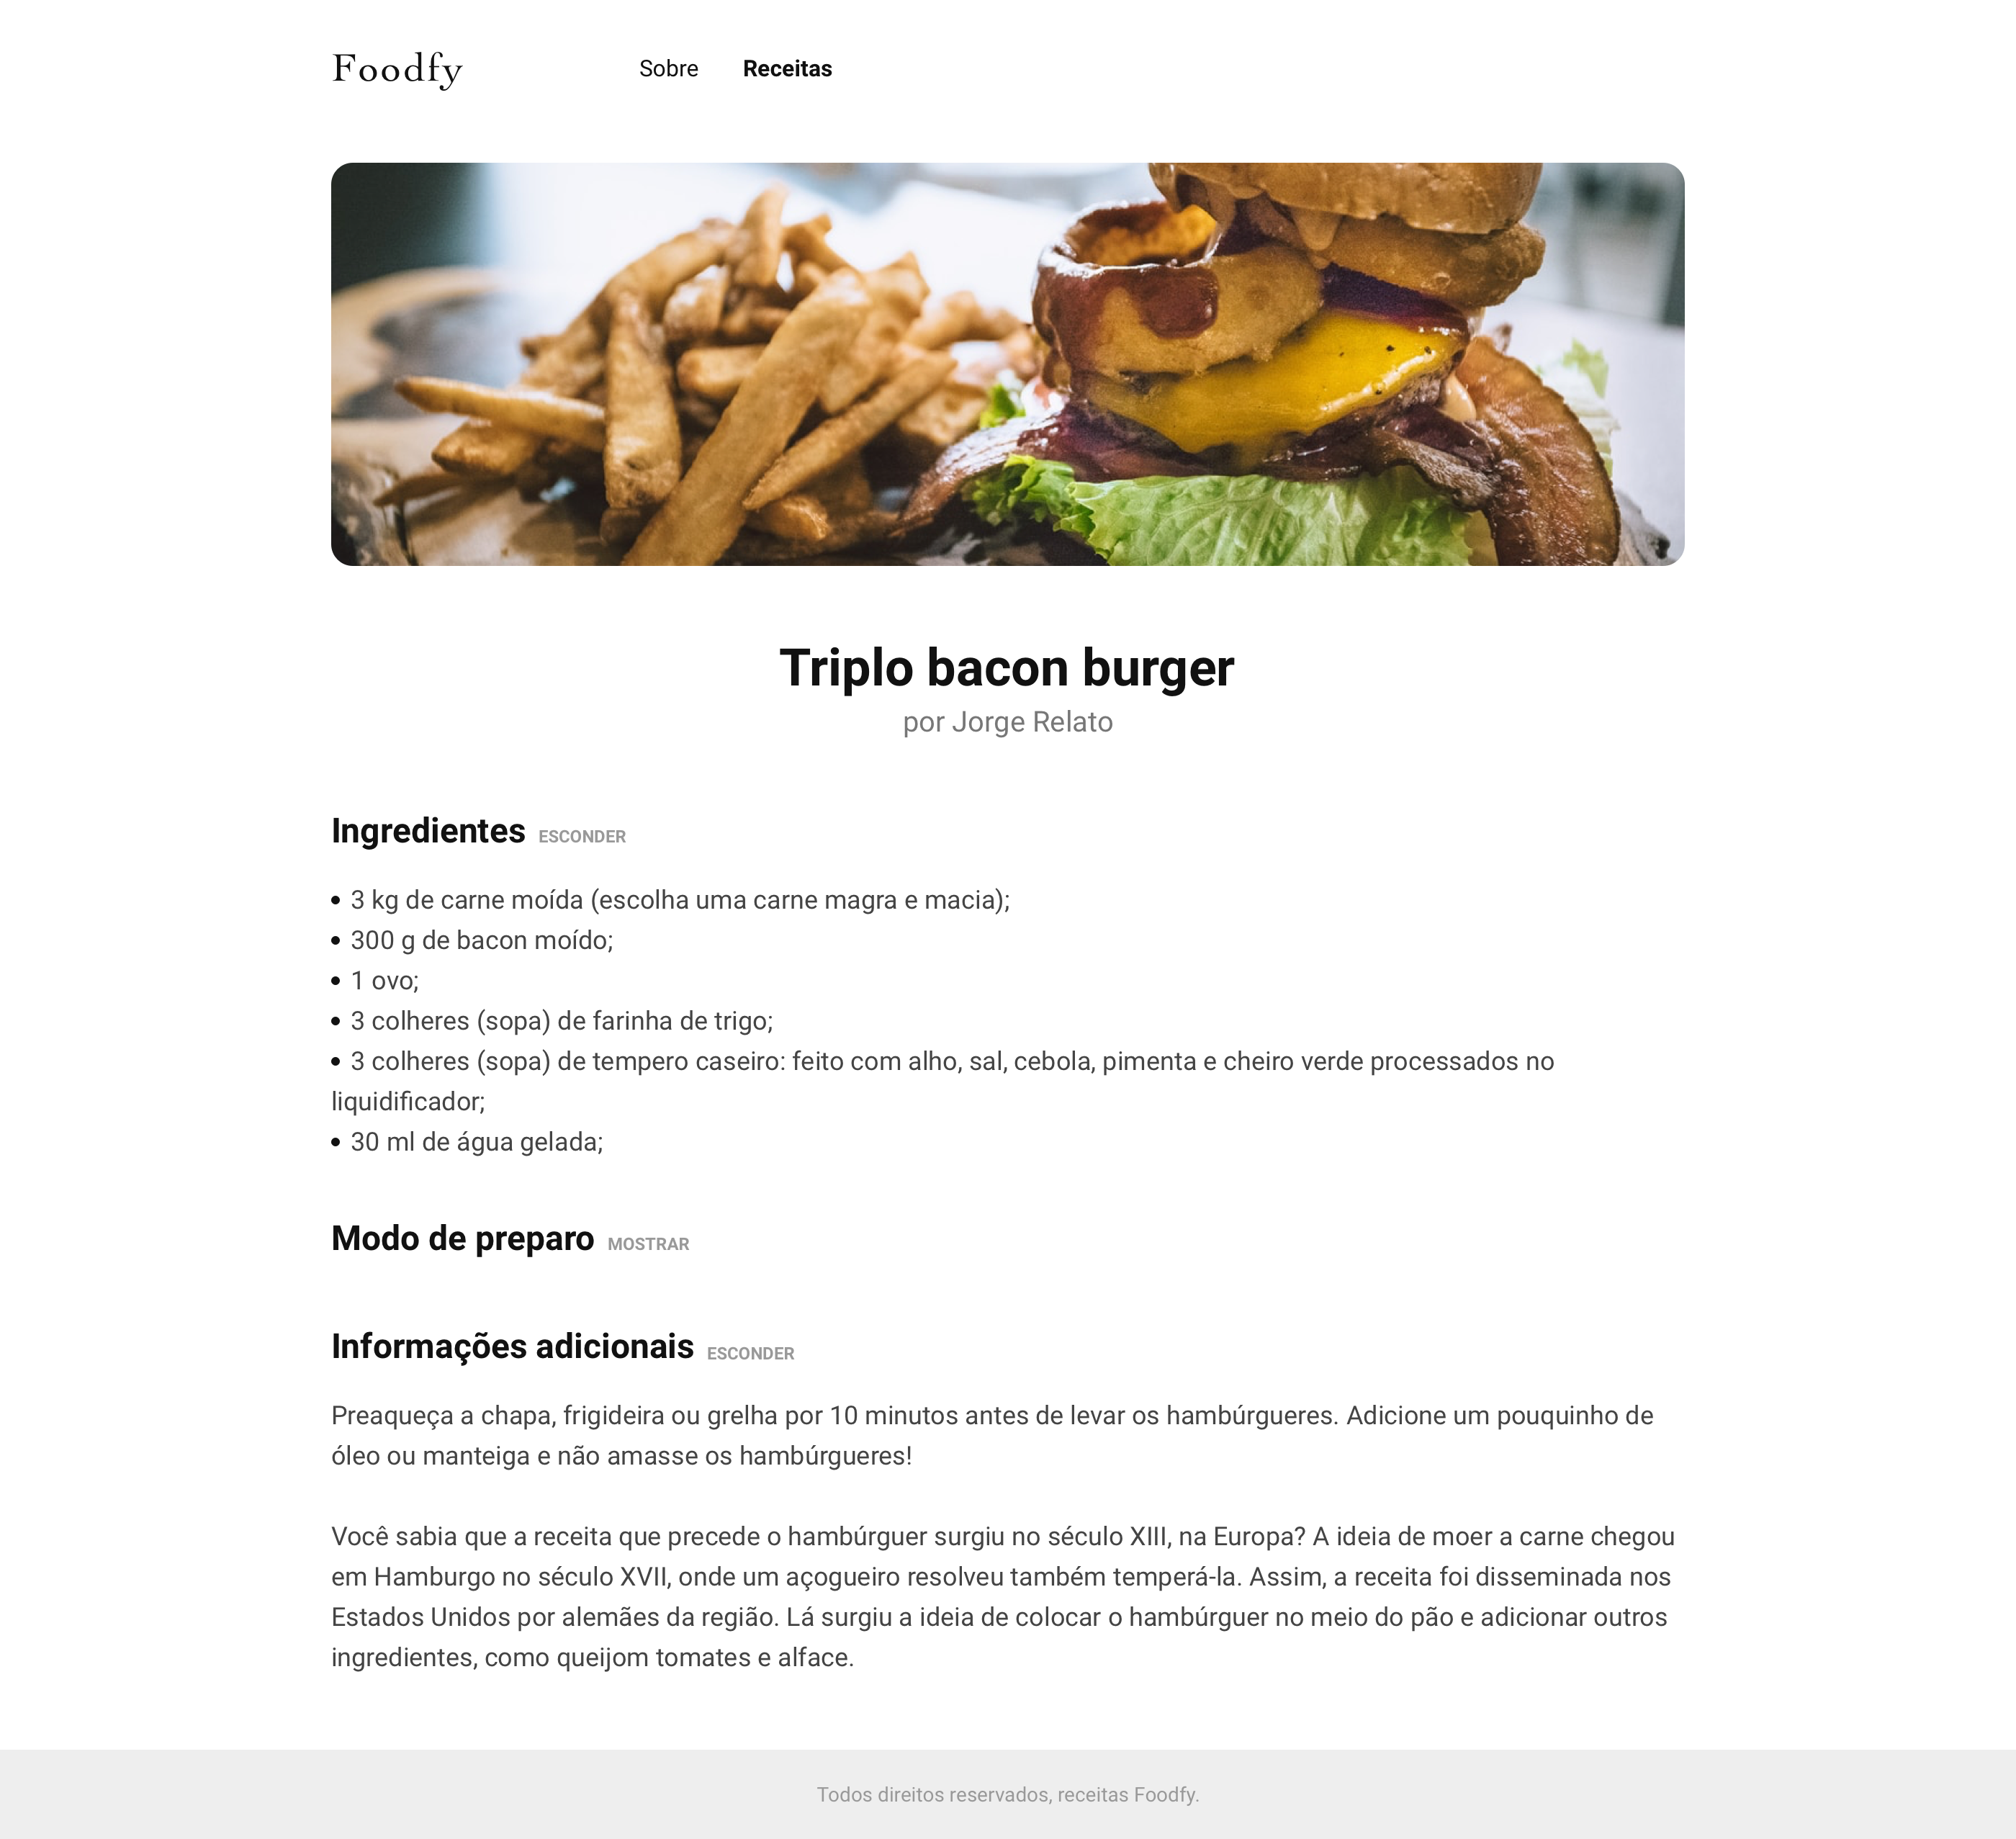 Foodfy
Sobre
Receitas
Triplo bacon burger
por Jorge Relato
Ingredientes ESCONDER
• 3 kg de carne moída (escolha uma carne magra e macia);
• 300 g de bacon moído;
• 1 ovo;
• 3 colheres (sopa) de farinha de trigo;
• 3 colheres (sopa) de tempero caseiro: feito com alho, sal, cebola, pimenta e cheiro verde processados no
liquidificador;
• 30 ml de água gelada;
Modo de preparo MOSTRAR
Informações adicionais ESCONDER
Preaqueça a chapa, frigideira ou grelha por 10 minutos antes de levar os hambúrgueres. Adicione um pouquinho de
óleo ou manteiga e não amasse os hambúrgueres!
Você sabia que a receita que precede o hambúrguer surgiu no século XIII, na Europa? A ideia de moer a carne chegou
em Hamburgo no século XVII, onde um açogueiro resolveu também temperá-la. Assim, a receita foi disseminada nos
Estados Unidos por alemães da região. Lá surgiu a ideia de colocar o hambúrguer no meio do pão e adicionar outros
ingredientes, como queijom tomates e alface.
Todos direitos reservados, receitas Foodfy.